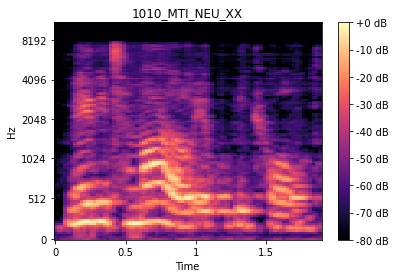 1010_MTI_NEU_XX
8192
4096
2048
1024
512
0
Hz
0
0.5
1
1.5
Time
+0 dB
-10 dB
-20 dB
-30 dB
-40 dB
-50 dB
-60 dB
-70 dB
-80 dB